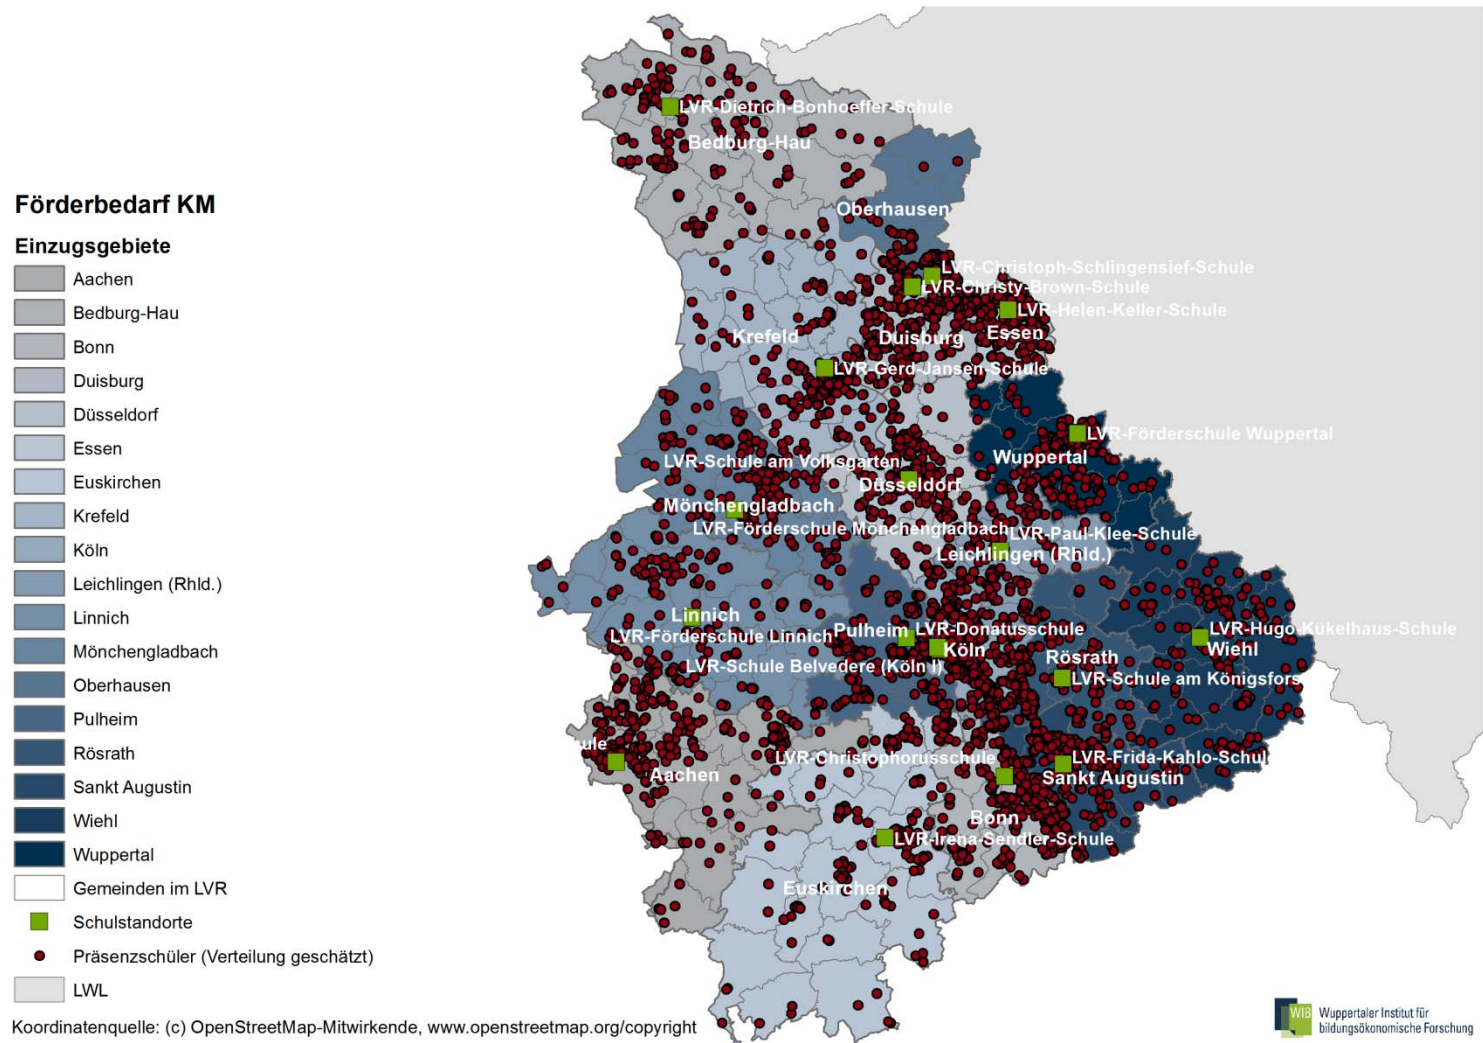 Förderbedarf KM
Einzugsgebiete
Aachen
Bedburg-Hau
Bonn
Duisburg
Düsseldorf
Essen
Euskirchen
Krefeld
Köln
Leichlingen (Rhld.)
Linnich
Mönchengladbach
Oberhausen
Pulheim
Rösrath
Sankt Augustin
Wiehl
Wuppertal
Gemeinden im LVR
Schulstandorte
Präsenzschüler (Verteilung geschätzt)
LWL
Koordinatenquelle: (c) OpenStreetMap-Mitwirkende, www.openstreetmap.org/copyright
LVR-Dietrich-Bonhoeffer-Schule
Bedburg-Hau
Oberhausen
LVR-Christoph-Schlingensief-Schule
LVR-Christy-Brown-Schule
LVR-Helen-Keller-Schule
Krefeld
Duisburg
Essen
LVR-Gerd-Jansen-Schule
LVR-Förderschule Wuppertal
Wuppertal
LVR-Schule am Volksgarten
Düsseldorf
Mönchengladbach
LVR-Förderschule Mönchengladbach
LVR-Paul-Klee-Schule
Leichlingen (Rhld.)
Linnich
LVR-Förderschule Linnich
Pulheim
LVR-Donatusschule
LVR-Hugo-Kükelhaus-Schule
Köln
Wiehl
LVR-Schule Belvedere (Köln I)
Rösrath
LVR-Schule am Königsfors
ule
LVR-Christophorusschule
LVR-Frida-Kahlo-Schul
Aachen
Sankt Augustin
Bonn
LVR-Irena-Sendler-Schule
Euskirchen
WIB
Wuppertaler Institut für
bildungsökonomische Forschung